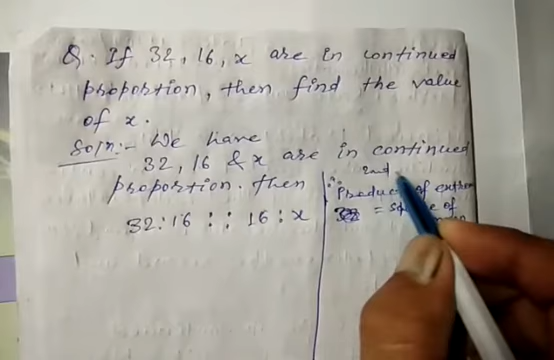 Q. If 32, 16, x are in continued
proportion, then find the value
of x.
Soln:- We have
32, 16 & x are in continued
proportion. then
32:16 :: 16:x
2nd
∵ Product of extrem
= square of